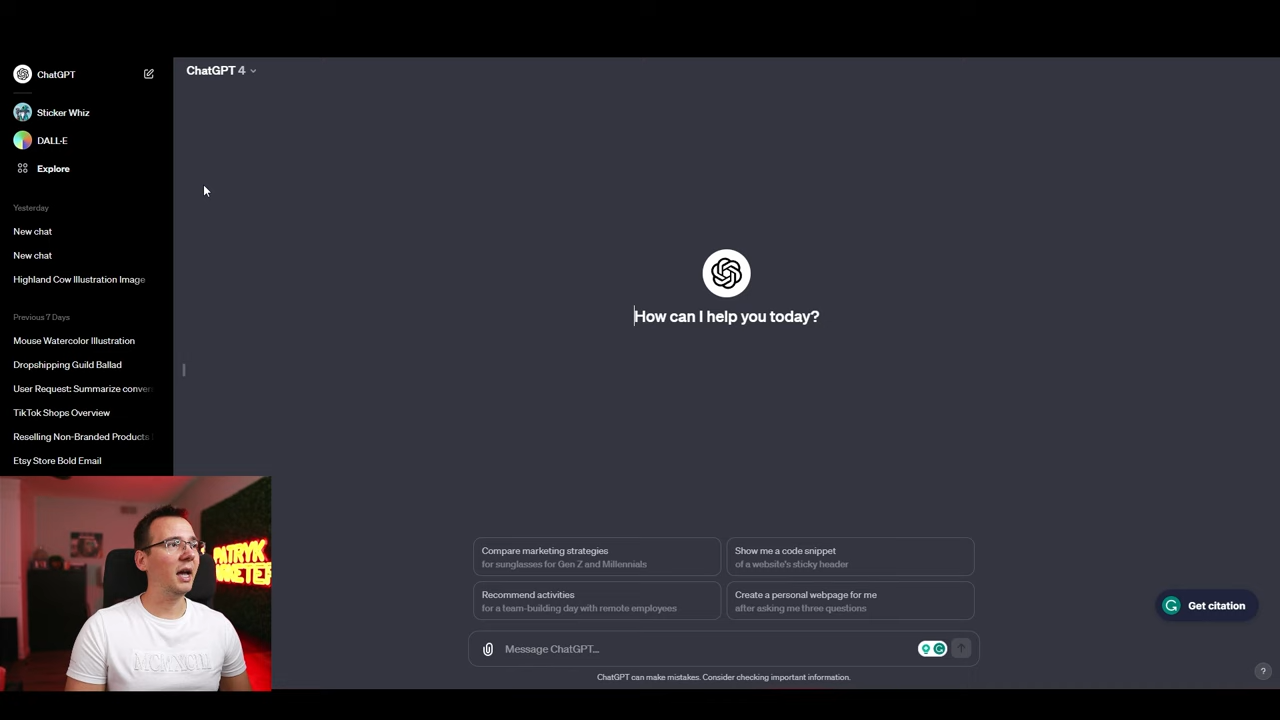 ChatGPT
Sticker Whiz
DALL·E
Explore
Yesterday
New chat
New chat
Highland Cow Illustration Image
Previous 7 Days
Mouse Watercolor Illustration
Dropshipping Guild Ballad
User Request: Summarize conver
TikTok Shops Overview
Reselling Non-Branded Products
Etsy Store Bold Email
ChatGPT 4
How can I help you today?
Compare marketing strategies
for sunglasses for Gen Z and Millennials
Show me a code snippet
of a website's sticky header
Recommend activities
for a team-building day with remote employees
Create a personal webpage for me
after asking me three questions
Message ChatGPT...
ChatGPT can make mistakes. Consider checking important information.
Get citation
?
PATRYK